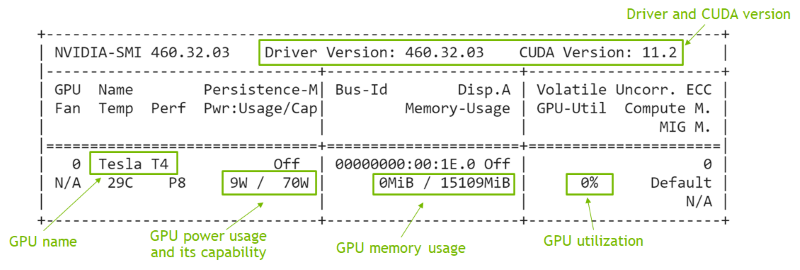 Driver and CUDA version
NVIDIA-SMI 460.32.03 Driver Version: 460.32.03 CUDA Version: 11.2
GPU Name Persistence-M| Bus-Id Disp.A | Volatile Uncorr. ECC
Fan Temp Perf Pwr:Usage/Cap| Memory-Usage | GPU-Util Compute M.
MIG M.
0 Tesla T4 Off | 00000000:00:1E.0 Off | 0
N/A 29C P8 9W / 70W | 0MiB / 15109MiB | 0% Default
N/A
GPU name
GPU power usage
and its capability
GPU memory usage
GPU utilization